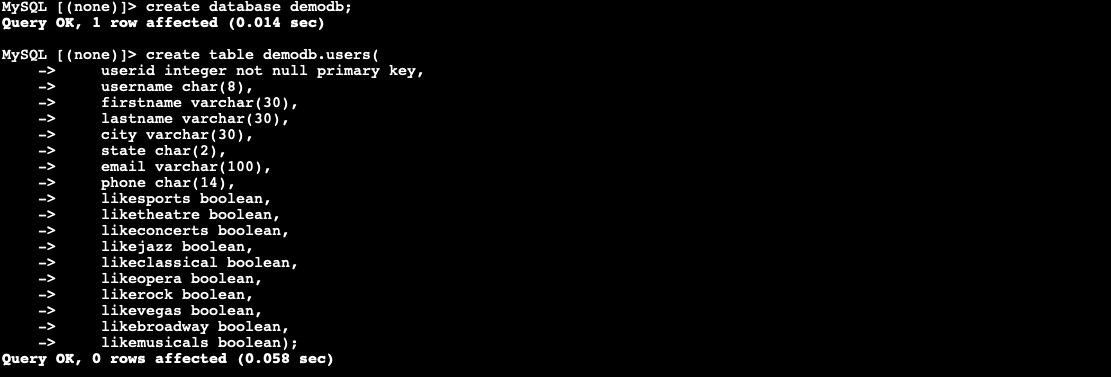 MySQL [(none)]> create database demodb;
Query OK, 1 row affected (0.014 sec)
MySQL [(none)]> create table demodb.users(
    ->     userid integer not null primary key,
    ->     username char(8),
    ->     firstname varchar(30),
    ->     lastname varchar(30),
    ->     city varchar(30),
    ->     state char(2),
    ->     email varchar(100),
    ->     phone char(14),
    ->     likesports boolean,
    ->     liketheatre boolean,
    ->     likeconcerts boolean,
    ->     likejazz boolean,
    ->     likeclassical boolean,
    ->     likeopera boolean,
    ->     likerock boolean,
    ->     likevegas boolean,
    ->     likebroadway boolean,
    ->     likemusicals boolean);
Query OK, 0 rows affected (0.058 sec)